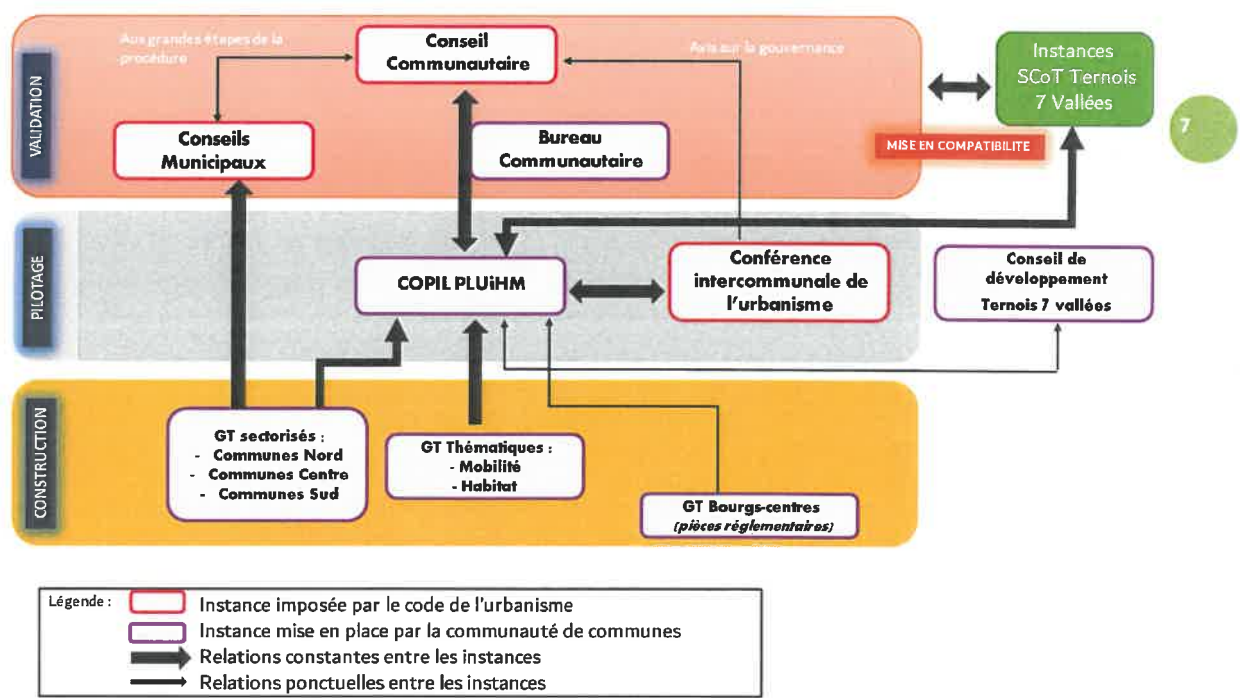 Aux grandes étapes de la
procédure
Conseil
Communautaire
Avis sur la gouvernance
Instances
SCoT Ternois
7 Vallées
7
VALIDATION
Conseils
Municipaux
Bureau
Communautaire
MISE EN COMPATIBILITE
PILOTAGE
COPIL PLUiHM
Conférence
intercommunale de
l'urbanisme
Conseil de
développement
Ternois 7 vallées
CONSTRUCTION
GT sectorisés :
- Communes Nord
- Communes Centre
- Communes Sud
GT Thématiques :
- Mobilité
- Habitat
GT Bourgs-centres
(pièces réglementaires)
Légende :
Instance imposée par le code de l'urbanisme
Instance mise en place par la communauté de communes
Relations constantes entre les instances
Relations ponctuelles entre les instances